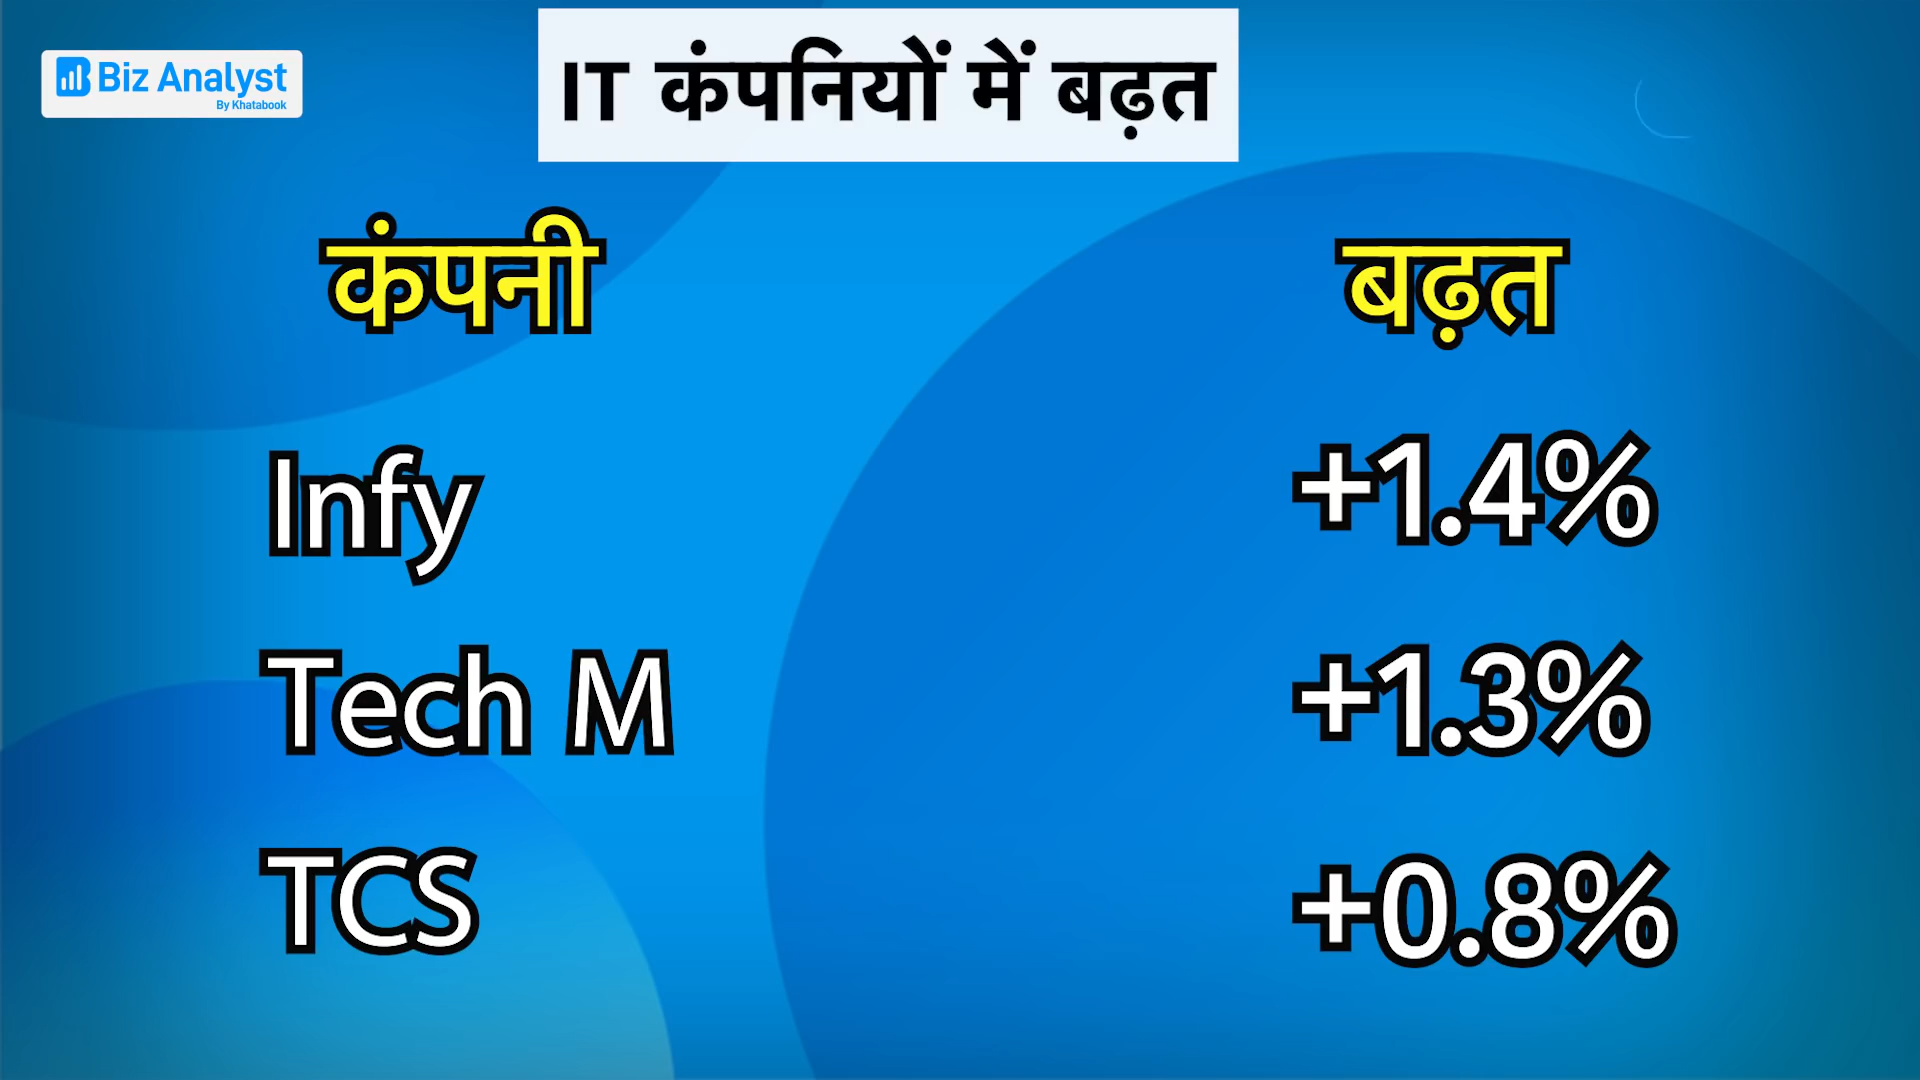 Biz Analyst
By Khatabook
IT कंपनियों में बढ़त
कंपनी बढ़त
Infy +1.4%
Tech M +1.3%
TCS +0.8%